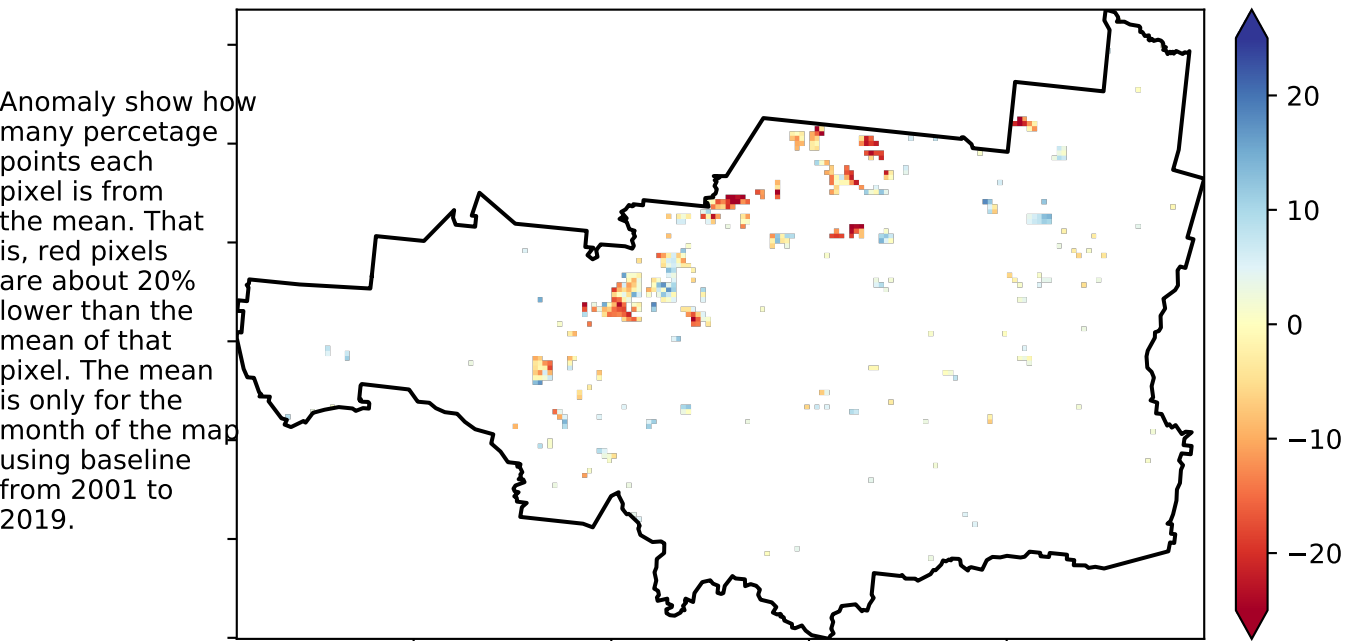 Anomaly show how
many percetage
points each
pixel is from
the mean. That
is, red pixels
are about 20%
lower than the
mean of that
pixel. The mean
is only for the
month of the map
using baseline
from 2001 to
2019.
20
10
0
−10
−20